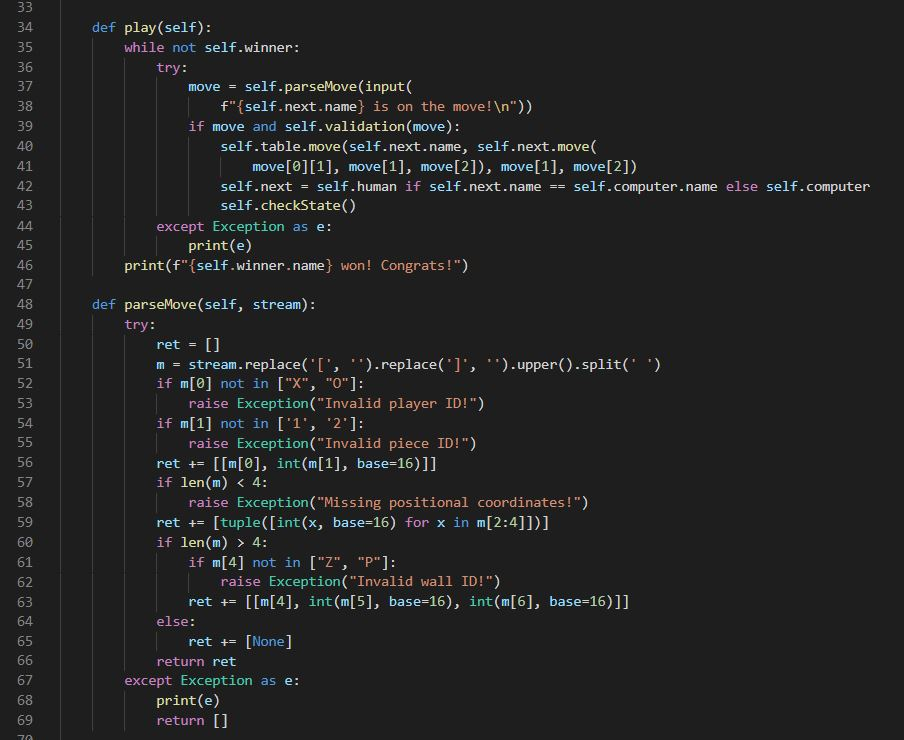 33
34 def play(self):
35 while not self.winner:
36 try:
37 move = self.parseMove(input(
38 f"{self.next.name} is on the move!\n"))
39 if move and self.validation(move):
40 self.table.move(self.next.name, self.next.move(
41 move[0][1], move[1], move[2]), move[1], move[2])
42 self.next = self.human if self.next.name == self.computer.name else self.computer
43 self.checkState()
44 except Exception as e:
45 print(e)
46 print(f"{self.winner.name} won! Congrats!")
47
48 def parseMove(self, stream):
49 try:
50 ret = []
51 m = stream.replace('[', '').replace(']', '').upper().split(' ')
52 if m[0] not in ["X", "O"]:
53 raise Exception("Invalid player ID!")
54 if m[1] not in ['1', '2']:
55 raise Exception("Invalid piece ID!")
56 ret += [[m[0], int(m[1], base=16)]]
57 if len(m) < 4:
58 raise Exception("Missing positional coordinates!")
59 ret += [tuple([int(x, base=16) for x in m[2:4]])]
60 if len(m) > 4:
61 if m[4] not in ["Z", "P"]:
62 raise Exception("Invalid wall ID!")
63 ret += [[m[4], int(m[5], base=16), int(m[6], base=16)]]
64 else:
65 ret += [None]
66 return ret
67 except Exception as e:
68 print(e)
69 return []
70